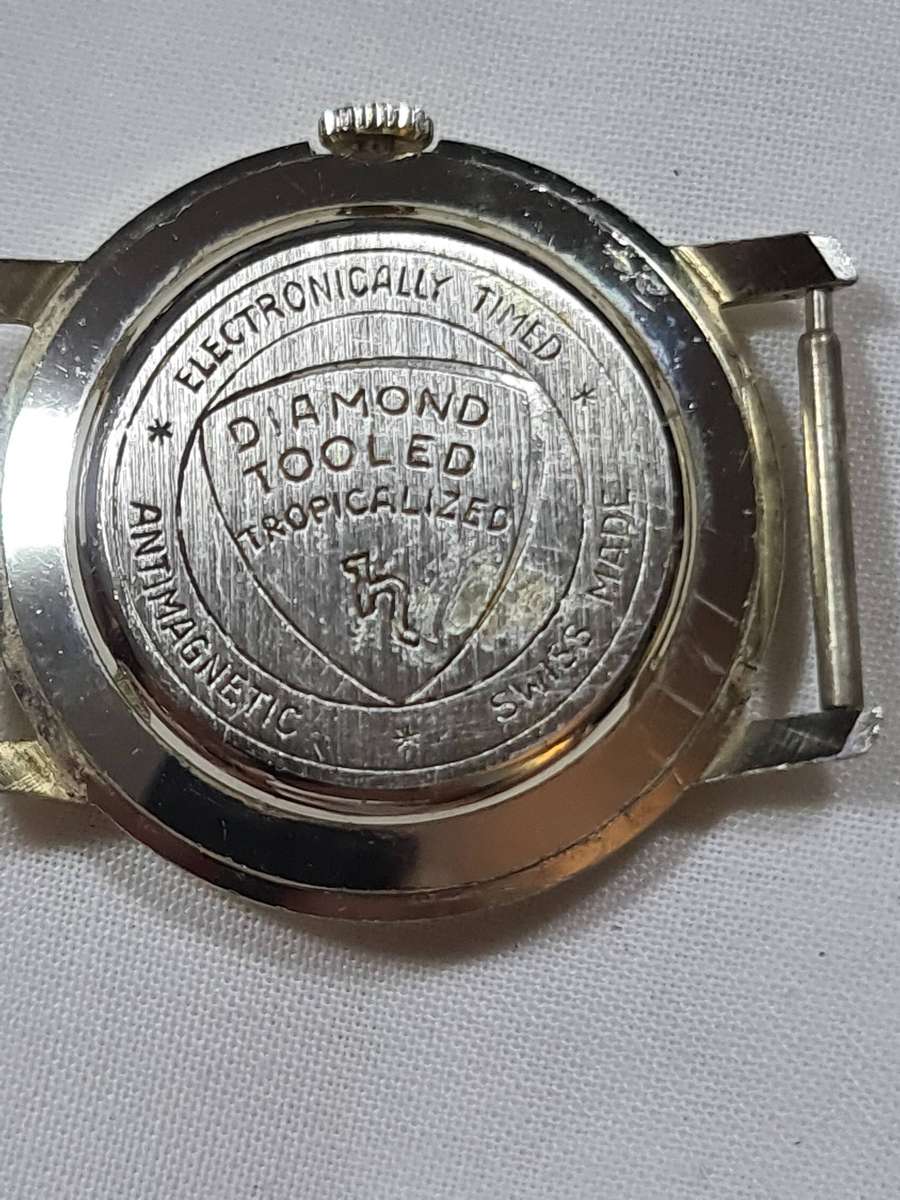 * ELECTRONICALLY TIMED *
DIAMOND
TOOLED
TROPICALIZED
ANTIMAGNETIC * SWISS MADE